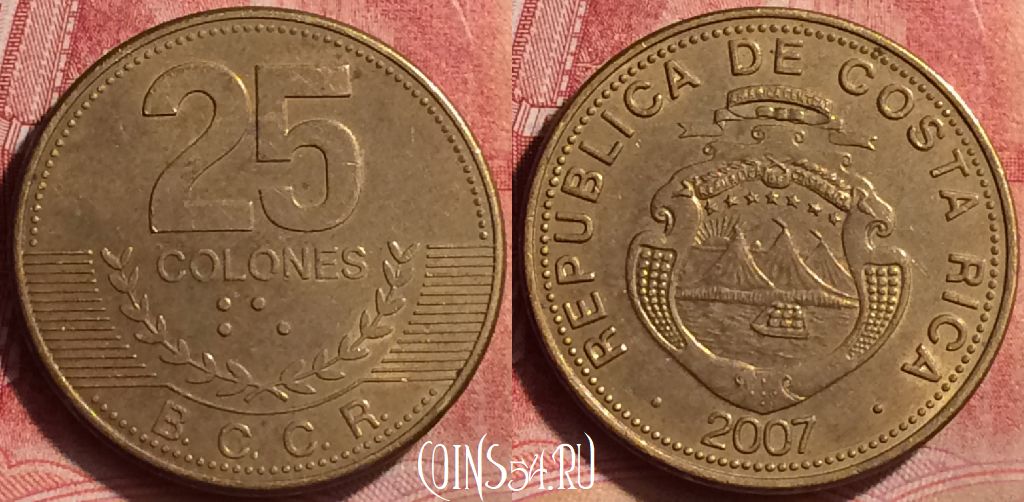 25
COLONES
B. C. C. R.
REPUBLICA DE COSTA RICA
2007
COINS54.RU